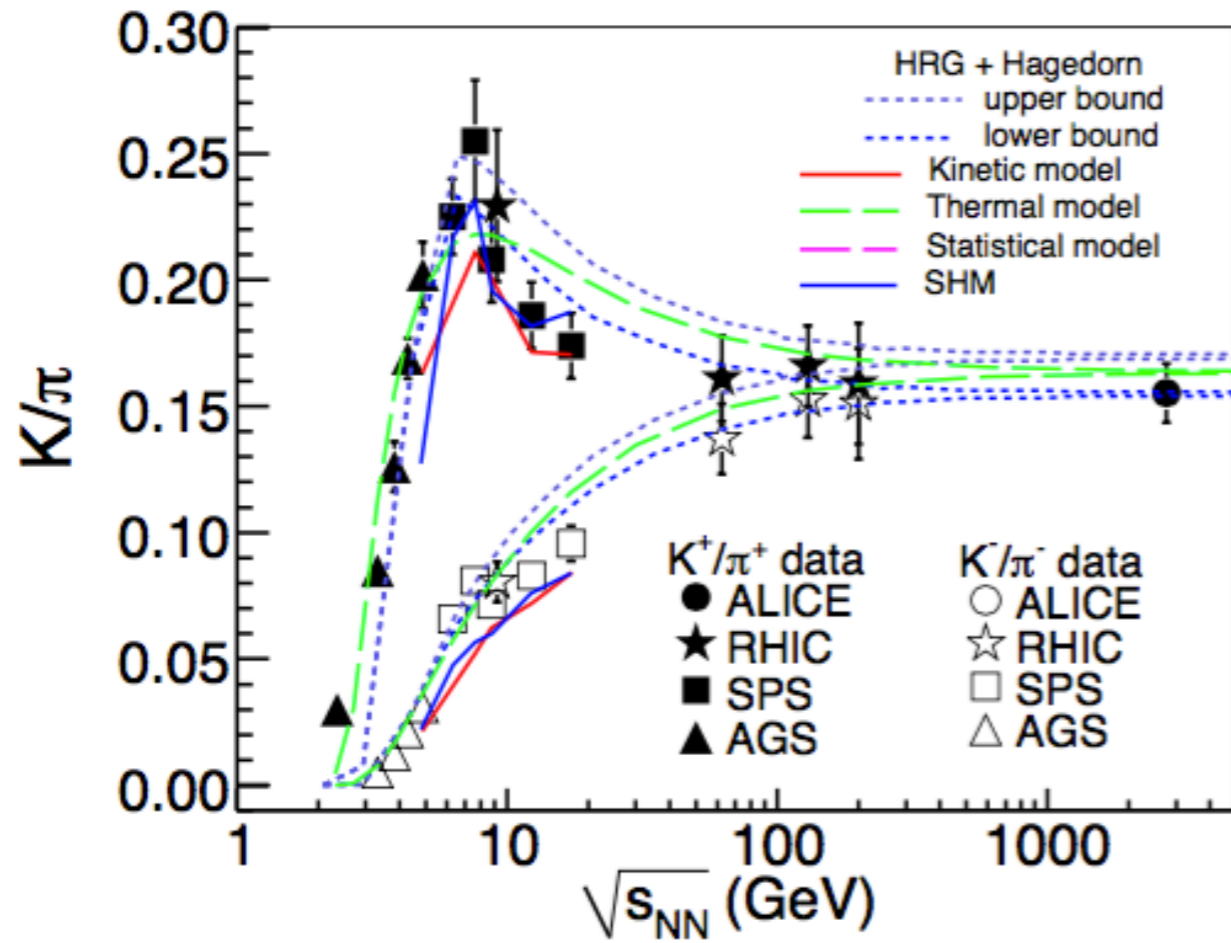 K/π
0.30
0.25
0.20
0.15
0.10
0.05
0.00
HRG + Hagedorn
upper bound
lower bound
Kinetic model
Thermal model
Statistical model
SHM
K⁺/π⁺ data
ALICE
RHIC
SPS
AGS
K⁻/π⁻ data
ALICE
RHIC
SPS
AGS
1 10 100 1000
√s_NN (GeV)